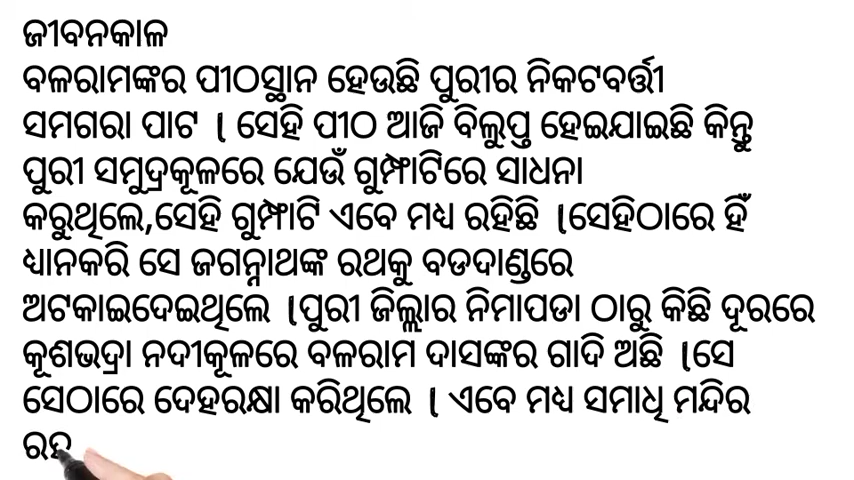 ଜୀବନକାଳ
ବଳରାମଙ୍କର ପୀଠସ୍ଥାନ ହେଉଛି ପୁରୀର ନିକଟବର୍ତ୍ତୀ
ସମଗରା ପାଟ । ସେହି ପୀଠ ଆଜି ବିଲୁପ୍ତ ହେଇଯାଇଛି କିନ୍ତୁ
ପୁରୀ ସମୁଦ୍ରକୂଳରେ ଯେଉଁ ଗୁମ୍ଫାଟିରେ ସାଧନା
କରୁଥିଲେ,ସେହି ଗୁମ୍ଫାଟି ଏବେ ମଧ୍ୟ ରହିଛି ।ସେହିଠାରେ ହିଁ
ଧ୍ୟାନକରି ସେ ଜଗନ୍ନାଥଙ୍କ ରଥକୁ ବଡଦାଣ୍ଡରେ
ଅଟକାଇଦେଇଥିଲେ ।ପୁରୀ ଜିଲ୍ଲାର ନିମାପଡା ଠାରୁ କିଛି ଦୂରରେ
କୂଶଭଦ୍ରା ନଦୀକୂଳରେ ବଳରାମ ଦାସଙ୍କର ଗାଦି ଅଛି ।ସେ
ସେଠାରେ ଦେହରକ୍ଷା କରିଥିଲେ । ଏବେ ମଧ୍ୟ ସମାଧି ମନ୍ଦିର